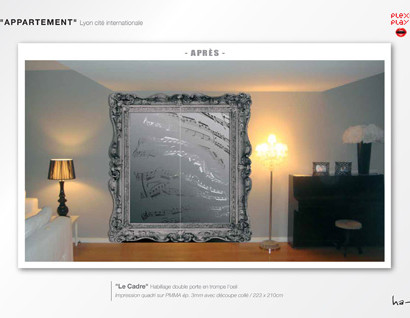 "APPARTEMENT" Lyon cité internationale
PLEXI
PLAY
- APRÈS -
"Le Cadre" Habillage double porte en trompe l'oeil.
Impression quadri sur PMMA ép. 3mm avec découpe collé / 223 x 210cm
ha-